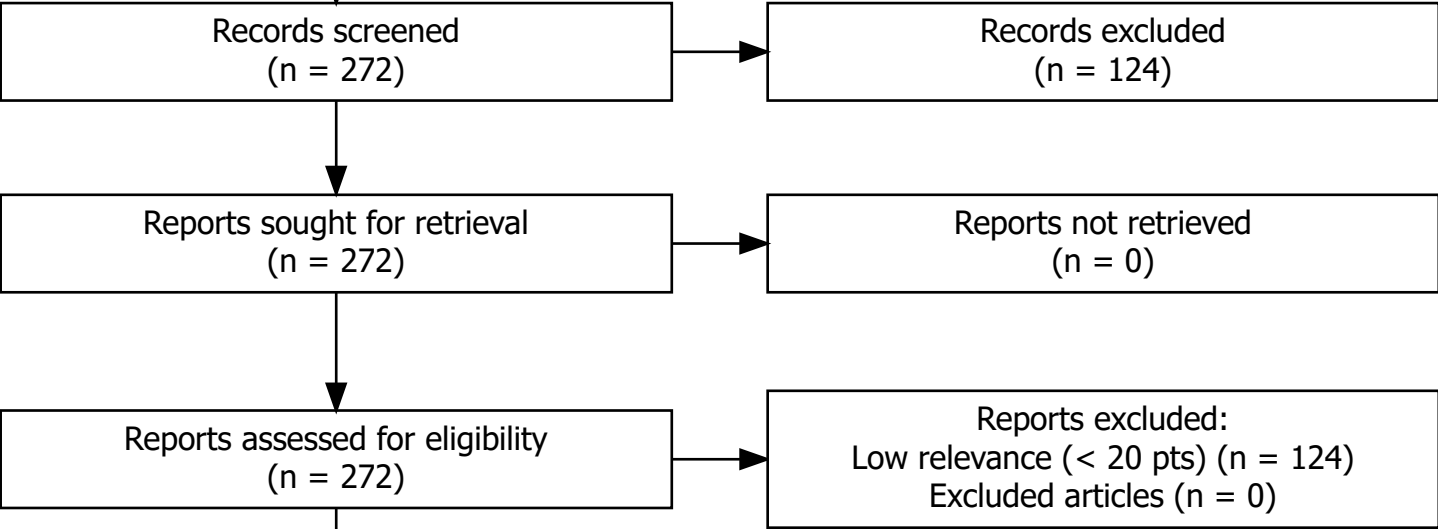 Records screened
(n = 272)
Records excluded
(n = 124)
Reports sought for retrieval
(n = 272)
Reports not retrieved
(n = 0)
Reports assessed for eligibility
(n = 272)
Reports excluded:
Low relevance (< 20 pts) (n = 124)
Excluded articles (n = 0)